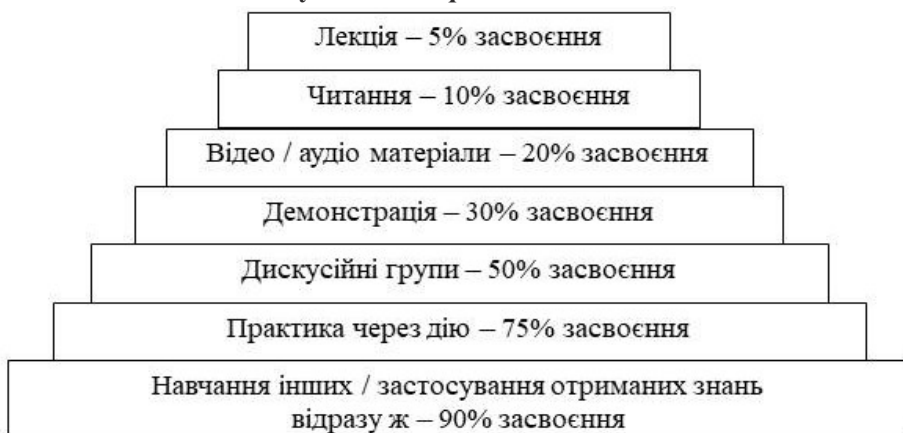 Лекція – 5% засвоєння
Читання – 10% засвоєння
Відео / аудіо матеріали – 20% засвоєння
Демонстрація – 30% засвоєння
Дискусійні групи – 50% засвоєння
Практика через дію – 75% засвоєння
Навчання інших / застосування отриманих знань
відразу ж – 90% засвоєння